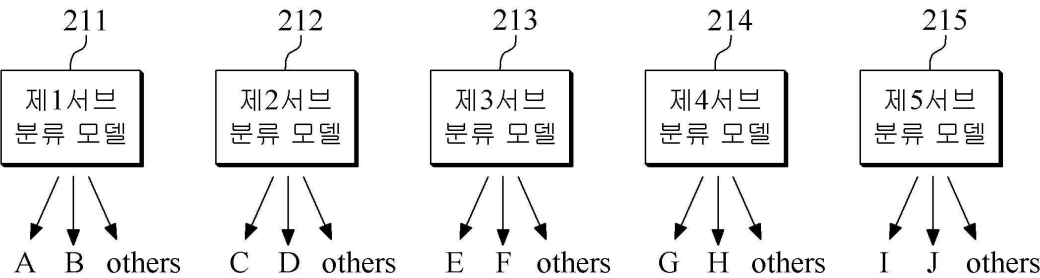 211 212 213 214 215
제1서브 제2서브 제3서브 제4서브 제5서브
분류 모델 분류 모델 분류 모델 분류 모델 분류 모델
A B others C D others E F others G H others I J others